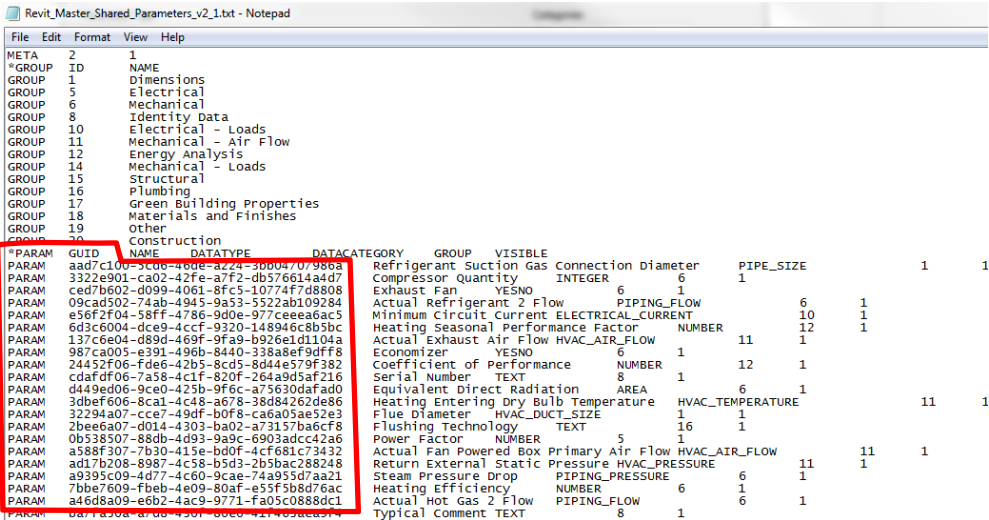 Revit_Master_Shared_Parameters_v2_1.txt - Notepad
File Edit Format View Help
META 2 1
*GROUP ID NAME
GROUP 1 Dimensions
GROUP 5 Electrical
GROUP 6 Mechanical
GROUP 8 Identity Data
GROUP 10 Electrical - Loads
GROUP 11 Mechanical - Air Flow
GROUP 12 Energy Analysis
GROUP 14 Mechanical - Loads
GROUP 15 Structural
GROUP 16 Plumbing
GROUP 17 Green Building Properties
GROUP 18 Materials and Finishes
GROUP 19 Other
GROUP 20 Construction
*PARAM GUID NAME DATATYPE DATACATEGORY GROUP VISIBLE
PARAM aad7c100-5cd6-46de-a224-3bb04707986a Refrigerant Suction Gas Connection Diameter PIPE_SIZE 1 1
PARAM 3322e901-ca02-42fe-a7f2-db576614a4d7 Compressor Quantity INTEGER 6 1
PARAM ced7b602-d099-4061-8fc5-10774f7d8808 Exhaust Fan YESNO 6 1
PARAM 09cad502-74ab-4945-9a53-5522ab109284 Actual Refrigerant 2 Flow PIPING_FLOW 6 1
PARAM e56f2f04-58ff-4786-9d0e-977ceeea6ac5 Minimum Circuit Current ELECTRICAL_CURRENT 10 1
PARAM 6d3c6004-dce9-4ccf-9320-148946c8b5bc Heating Seasonal Performance Factor NUMBER 12 1
PARAM 137c6e04-d89d-469f-9fa9-b926e1d1104a Actual Exhaust Air Flow HVAC_AIR_FLOW 11 1
PARAM 987ca005-e391-496b-8440-338a8ef9dff8 Economizer YESNO 6 1
PARAM 24452f06-fde6-42b5-8cd5-8d44e579f382 Coefficient of Performance NUMBER 12 1
PARAM cdafdf06-7a58-4c1f-820f-264a9d5af216 Serial Number TEXT 8 1
PARAM d449ed06-9ce0-425b-9f6c-a75630dafad0 Equivalent Direct Radiation AREA 6 1
PARAM 3dbef606-8ca1-4c48-a678-38d84262de86 Heating Entering Dry Bulb Temperature HVAC_TEMPERATURE 11 1
PARAM 32294a07-cce7-49df-b0f8-ca6a05ae52e3 Flue Diameter HVAC_DUCT_SIZE 1 1
PARAM 2bee6a07-d014-4303-ba02-a73157ba6cf8 Flushing Technology TEXT 16 1
PARAM 0b538507-88db-4d93-9a9c-6903adcc42a6 Power Factor NUMBER 5 1
PARAM a588f307-7b30-415e-bd0f-4cf681c73432 Actual Fan Powered Box Primary Air Flow HVAC_AIR_FLOW 11 1
PARAM ad17b208-8987-4c58-b5d3-2b5bac288248 Return External Static Pressure HVAC_PRESSURE 11 1
PARAM a9395c09-4d77-4c60-9cae-74a955d7aa21 Steam Pressure Drop PIPING_PRESSURE 6 1
PARAM 7bbe7609-fbeb-4e09-80af-e55f5b8d76ac Heating Efficiency NUMBER 6 1
PARAM a46d8a09-e6b2-4ac9-9771-fa05c0888dc1 Actual Hot Gas 2 Flow PIPING_FLOW 6 1
PARAM Typical Comment TEXT 8 1